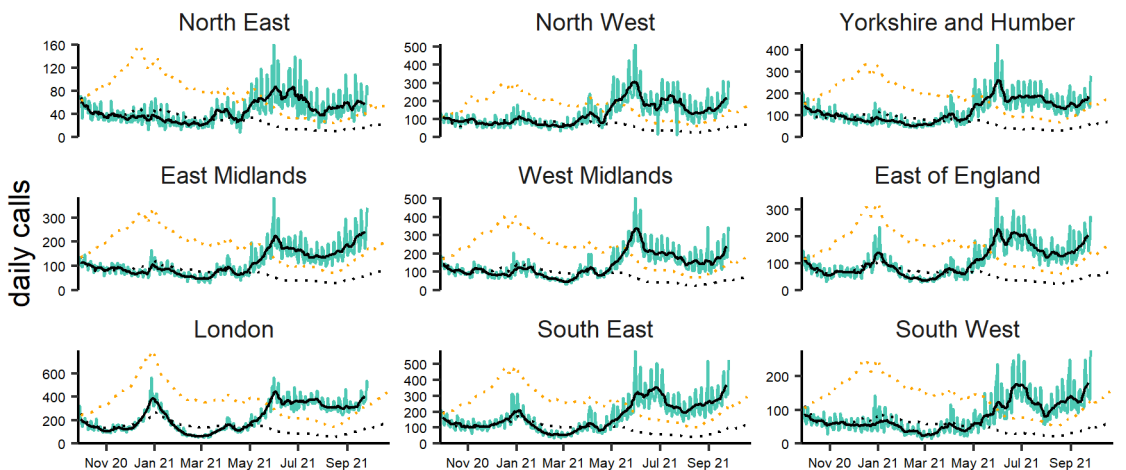 North East North West Yorkshire and Humber
160 500 400
120 400 300
80 300 200
40 200 100
0 100 0
0
East Midlands West Midlands East of England
300 500 300
200 400 200
100 300 100
0 200 0
100
0
daily calls
London South East South West
600 500 200
400 400 100
200 300 0
0 200
100
0
Nov 20 Jan 21 Mar 21 May 21 Jul 21 Sep 21 Nov 20 Jan 21 Mar 21 May 21 Jul 21 Sep 21 Nov 20 Jan 21 Mar 21 May 21 Jul 21 Sep 21